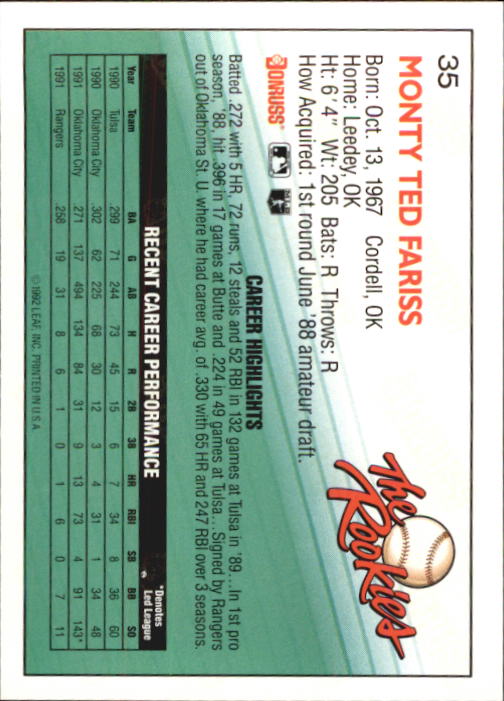 35
MONTY TED FARISS
Born: Oct. 13, 1967 Cordell, OK
Home: Leedey, OK
Ht: 6'4" Wt: 205 Bats: R Throws: R
How Acquired: 1st round June '88 amateur draft.
The Rookies
DONRUSS
CAREER HIGHLIGHTS
Batted .272 with 5 HR, 72 runs, 12 steals and 52 RBI in 132 games at Tulsa in '89...In 1st pro
season, '88, hit .396 in 17 games at Butte and .224 in 49 games at Tulsa...Signed by Rangers
out of Oklahoma St. U. where he had career avg. of .330 with 65 HR and 247 RBI over 3 seasons.
RECENT CAREER PERFORMANCE
*Denotes
Led League
Year Team BA G AB H R 2B 3B HR RBI SB BB SO
1990 Tulsa .299 71 244 73 45 15 6 7 34 8 36 60
1990 Oklahoma City .302 62 225 68 30 12 3 4 31 1 34 48
1991 Oklahoma City .271 137 494 134 84 31 9 13 73 4 91 143*
1991 Rangers .258 19 31 8 6 1 0 1 6 0 7 11
©1992 LEAF, INC. PRINTED IN U.S.A.